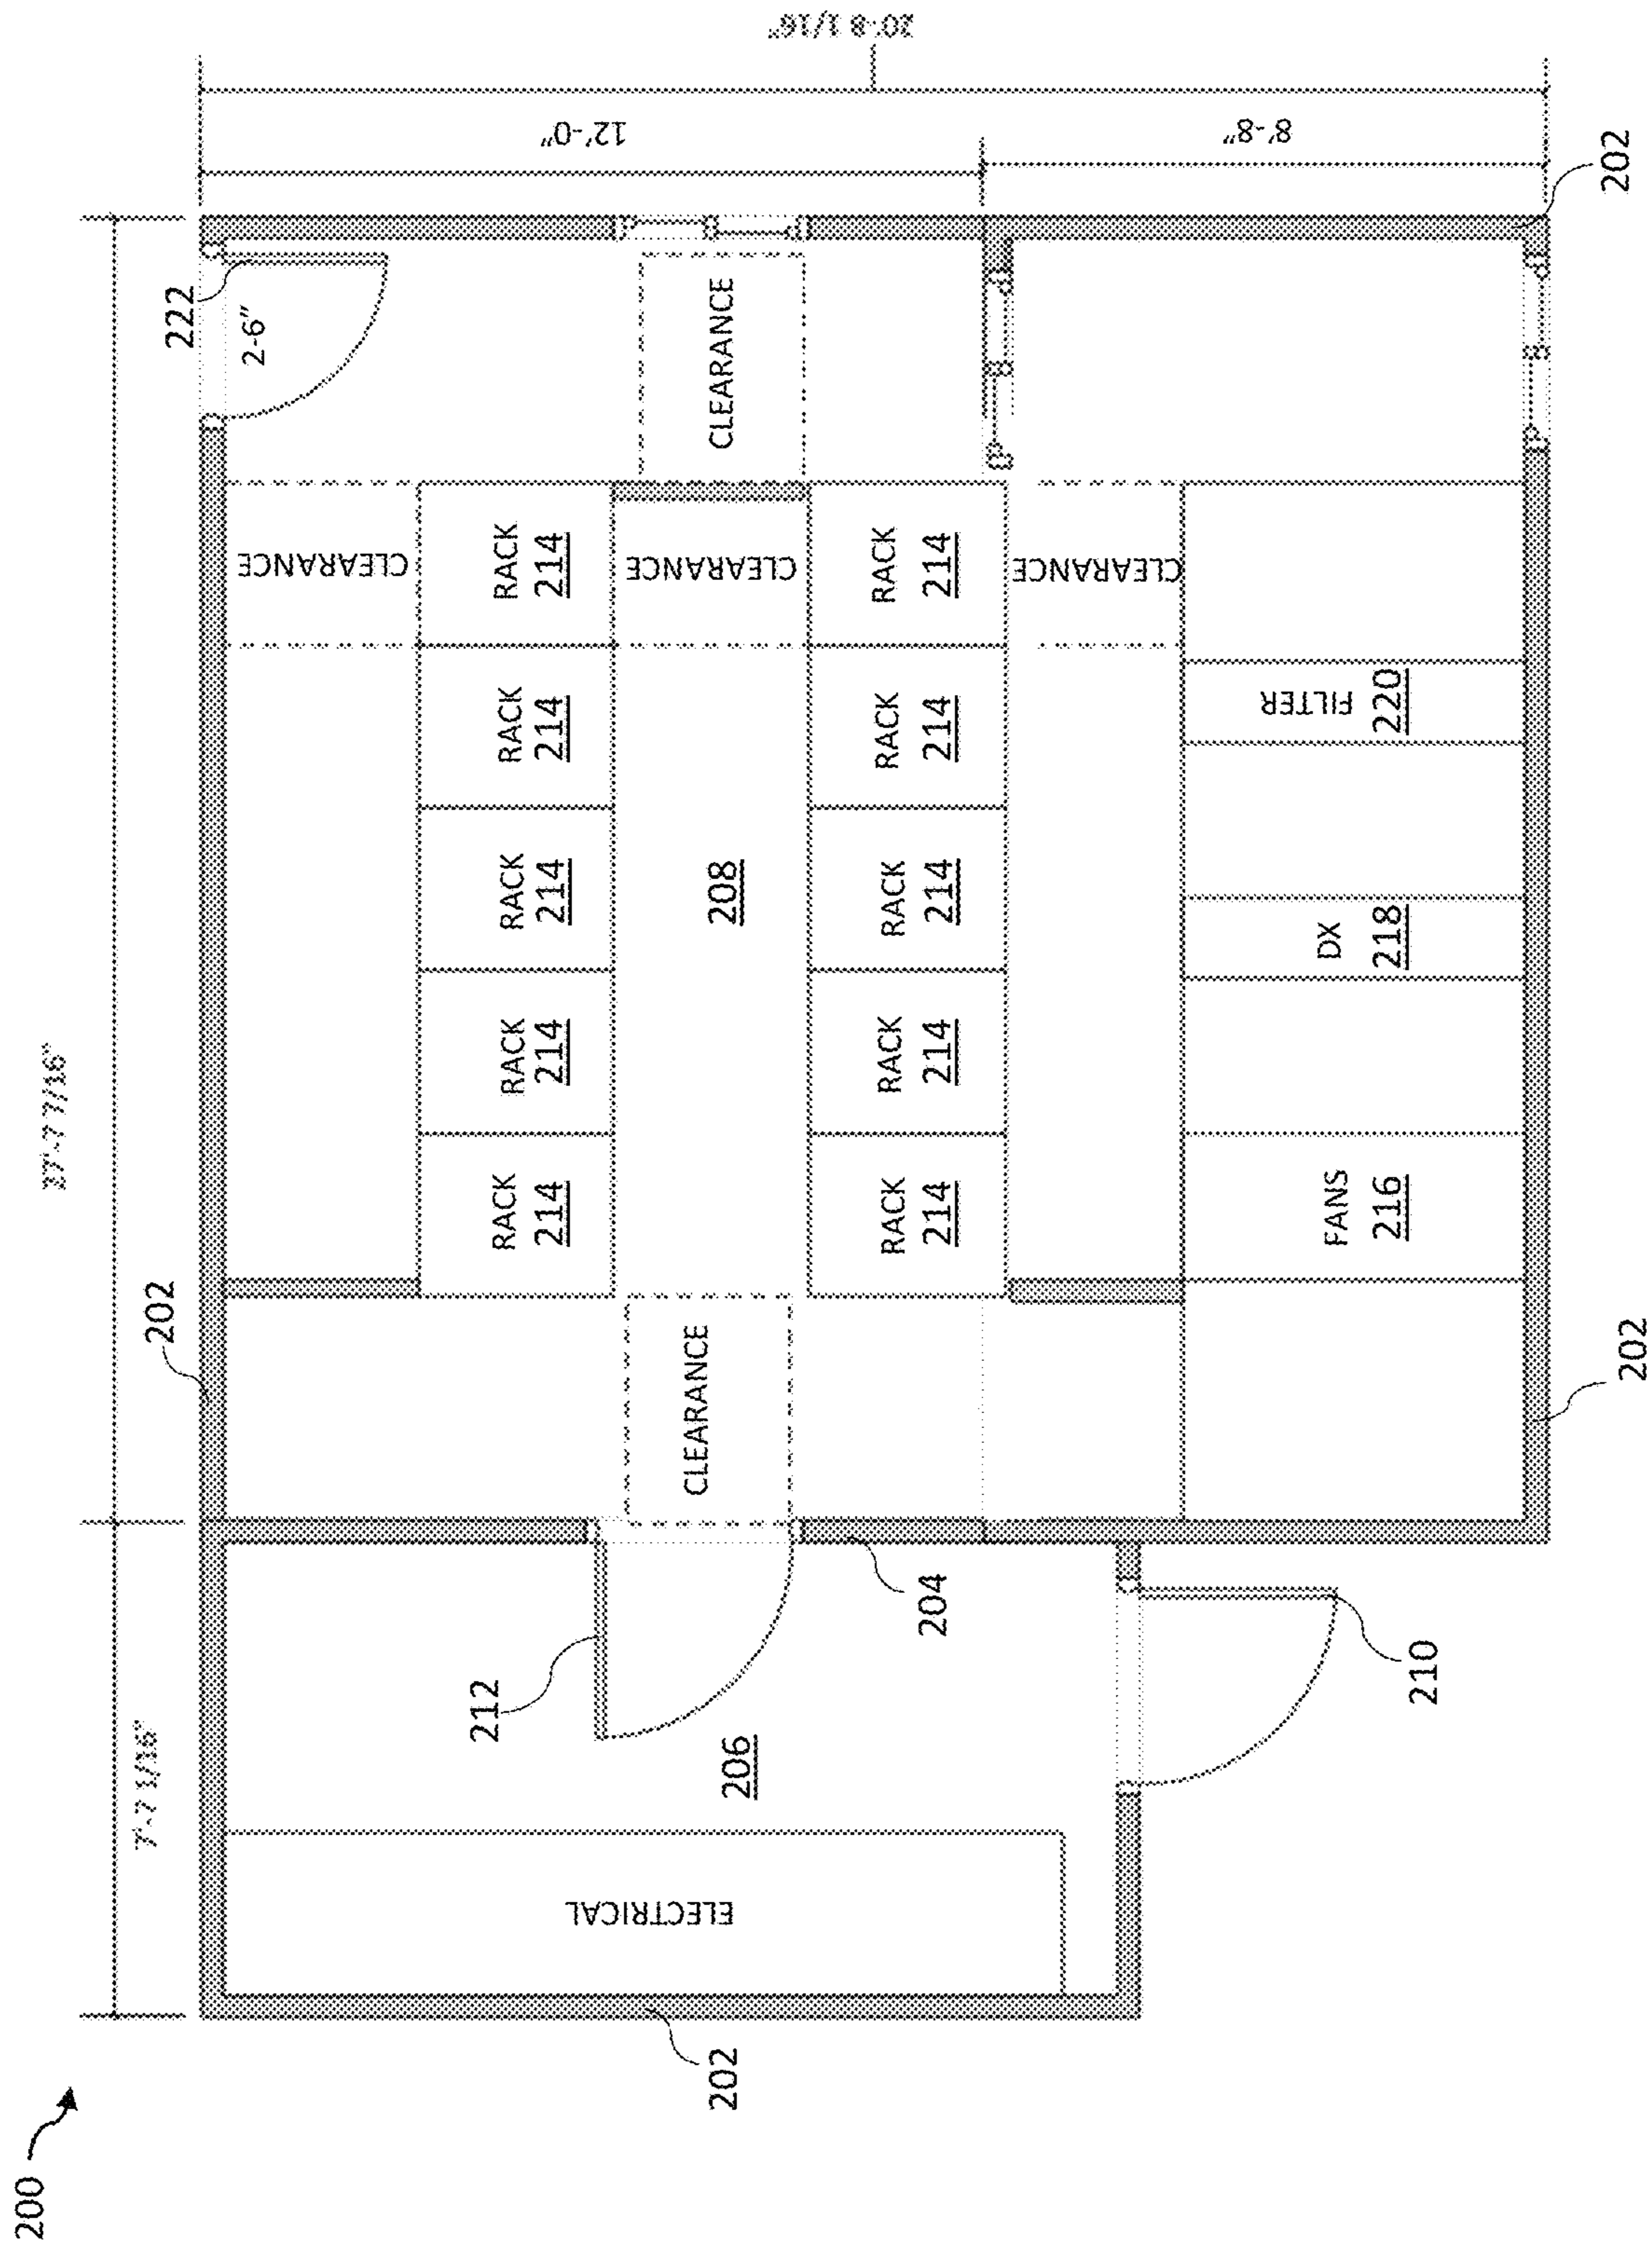 200
27'-7 7/16"
7'-7 1/16"
202
222
2-6"
CLEARANCE
212
RACK
214
RACK
214
RACK
214
RACK
214
RACK
214
ELECTRICAL
202
206
CLEARANCE
208
CLEARANCE
CLEARANCE
204
RACK
214
RACK
214
RACK
214
RACK
214
RACK
214
CLEARANCE
210
FANS
216
DX
218
FILTER
220
202
202
12'-0"
8'-8"
20'-8 1/16"